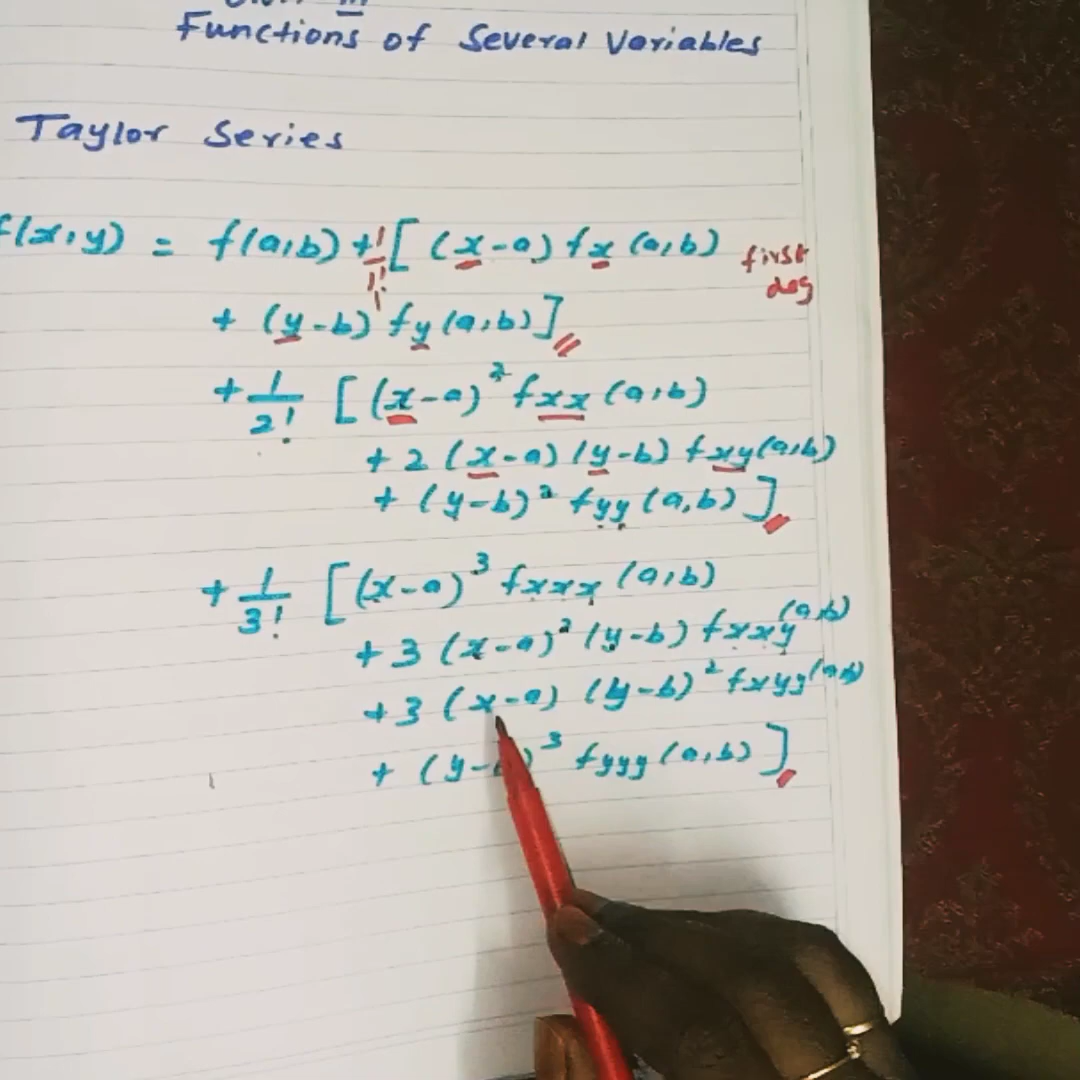 Functions of Several Variables
Taylor Series
f(x,y) = f(a,b) + 1/1! [ (x-a) fx (a,b) first deg
+ (y-b) fy (a,b) ]
+ 1/2! [ (x-a)² fxx (a,b)
+ 2 (x-a) (y-b) fxy (a,b)
+ (y-b)² fyy (a,b) ]
+ 1/3! [ (x-a)³ fxxx (a,b)
+ 3 (x-a)² (y-b) fxxy (a,b)
+ 3 (x-a) (y-b)² fxyy (a,b)
+ (y- )³ fyyy (a,b) ]